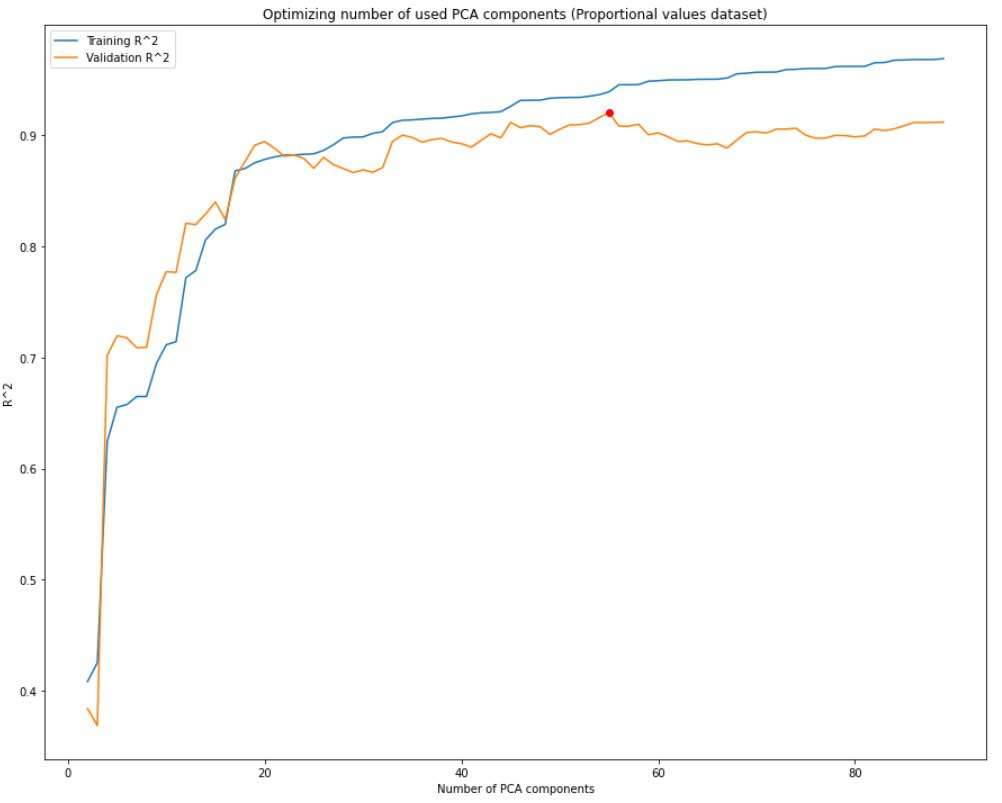 Optimizing number of used PCA components (Proportional values dataset)
Training R^2
Validation R^2
0.9
0.8
0.7
0.6
0.5
0.4
R^2
0 20 40 60 80
Number of PCA components